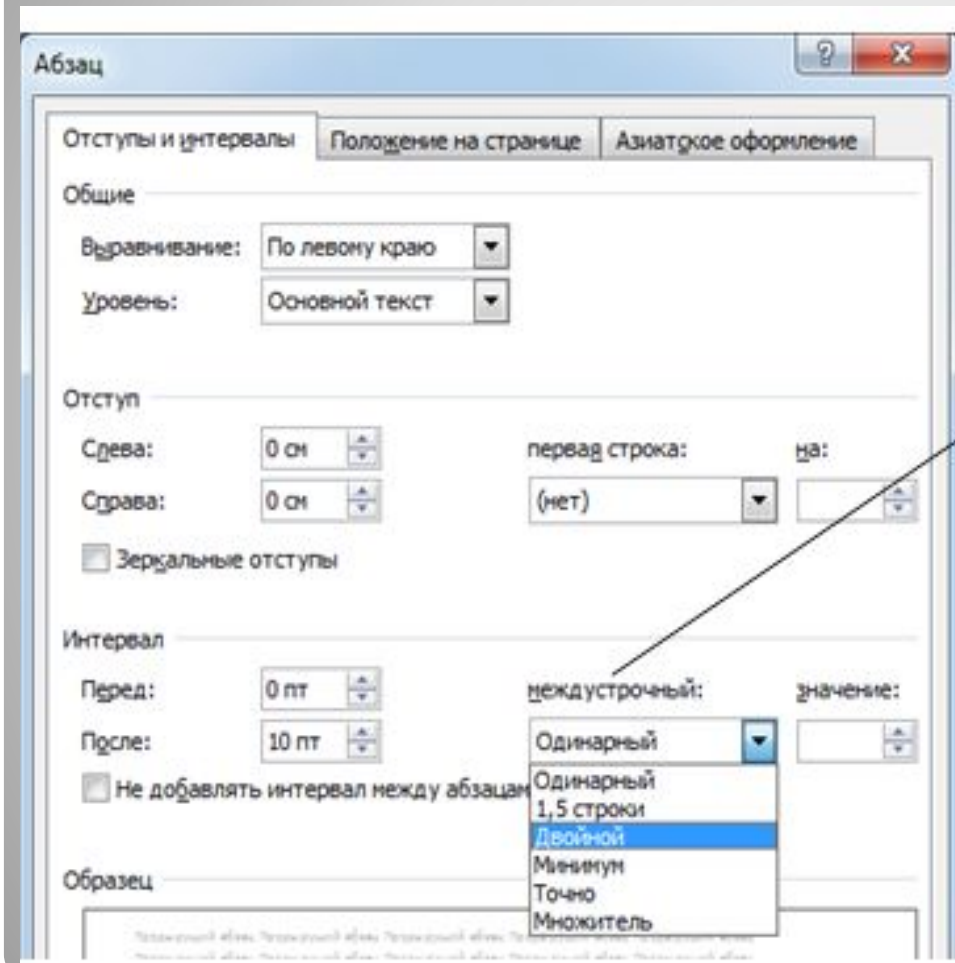 Абзац
Отступы и интервалы Положение на странице Азиатское оформление
Общие
Выравнивание: По левому краю
Уровень: Основной текст
Отступ
Слева: 0 см первая строка: на:
Справа: 0 см (нет)
Зеркальные отступы
Интервал
Перед: 0 пт междустрочный: значение:
После: 10 пт Одинарный
Не добавлять интервал между абзацам
Одинарный
1,5 строки
Двойной
Минимум
Точно
Множитель
Образец